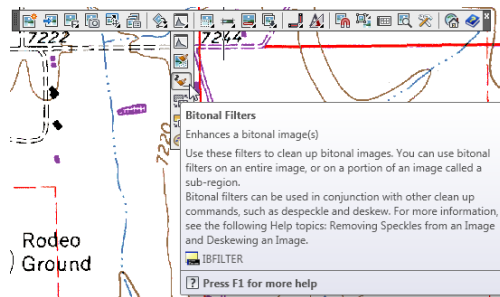 7222
7244
7220
Bitonal Filters
Enhances a bitonal image(s)
Use these filters to clean up bitonal images. You can use bitonal
filters on an entire image, or on a portion of an image called a
sub-region.
Bitonal filters can be used in conjunction with other clean up
commands, such as despeckle and deskew. For more information,
see the following Help topics: Removing Speckles from an Image
and Deskewing an Image.
IBFILTER
Press F1 for more help
Rodeo
Ground